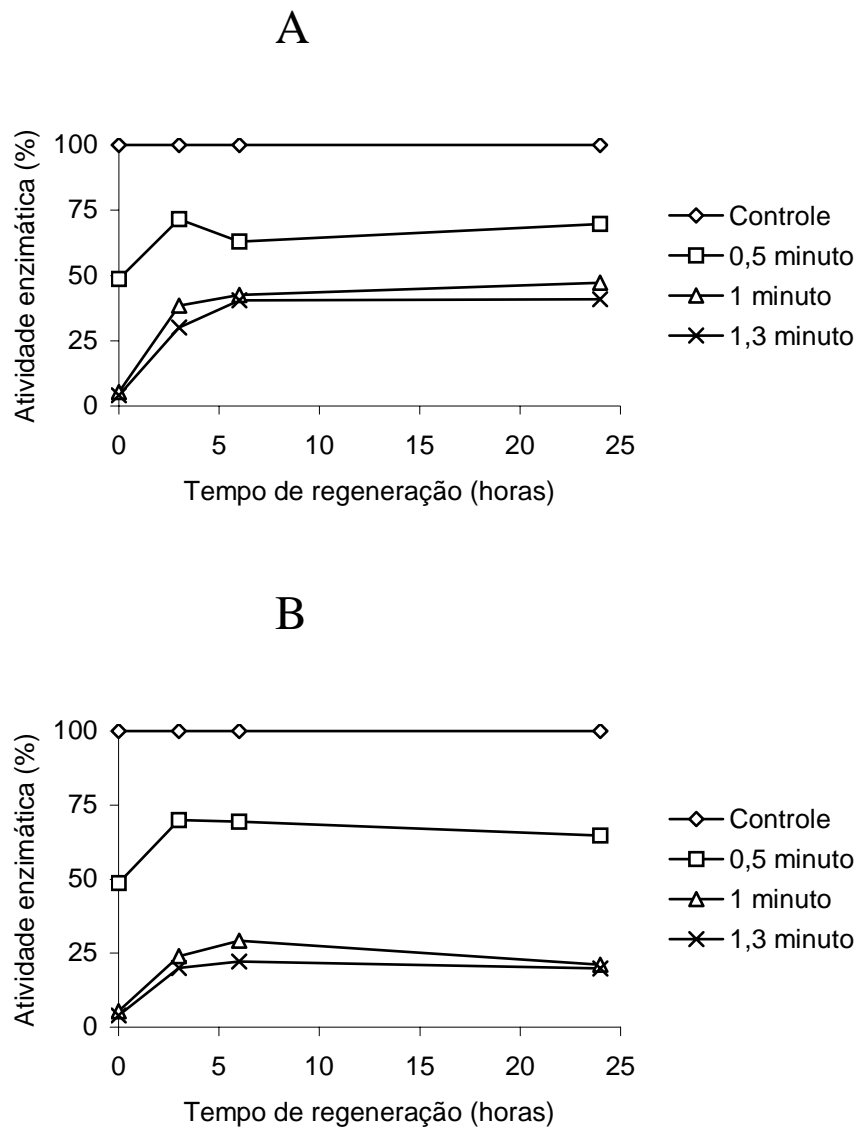 A
Atividade enzimática (%)
100
75
50
25
0
0 5 10 15 20 25
Tempo de regeneração (horas)
Controle
0,5 minuto
1 minuto
1,3 minuto
B
Atividade enzimática (%)
100
75
50
25
0
0 5 10 15 20 25
Tempo de regeneração (horas)
Controle
0,5 minuto
1 minuto
1,3 minuto